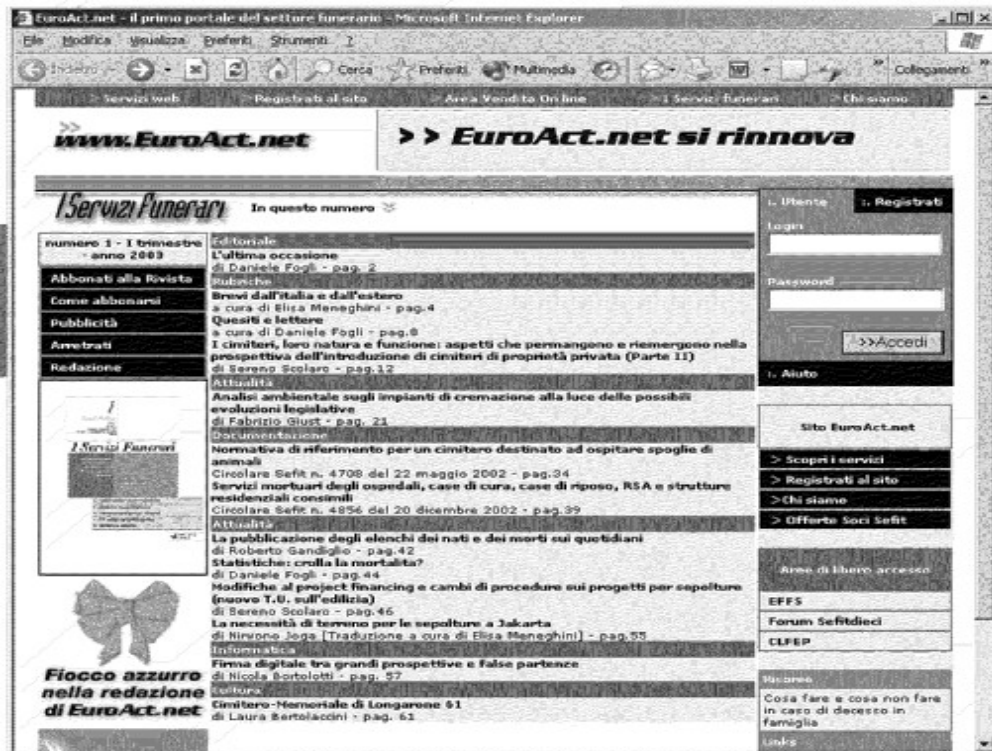 EuroAct.net - il primo portale del settore funerario - Microsoft Internet Explorer
File Modifica Visualizza Preferiti Strumenti ?
Indietro Cerca Preferiti Multimedia Collegamenti
> Servizi web > Registrati al sito > Area Vendita On line > I Servizi funerari > Chi siamo
>> www.EuroAct.net
>> EuroAct.net si rinnova
I Servizi Funerari
In questo numero
numero 1 - I trimestre
- anno 2003
Abbonati alla Rivista
Come abbonarsi
Pubblicità
Arretrati
Redazione
I Servizi Funerari
Fiocco azzurro
nella redazione
di EuroAct.net
Editoriale
L'ultima occasione
di Daniele Fogli - pag. 2
Rubriche
Brevi dall'italia e dall'estero
a cura di Elisa Meneghini - pag.4
Quesiti e lettere
a cura di Daniele Fogli - pag.8
I cimiteri, loro natura e funzione: aspetti che permangono e riemergono nella
prospettiva dell'introduzione di cimiteri di proprietà privata (Parte II)
di Sereno Scolaro - pag.12
Attualità
Analisi ambientale sugli impianti di cremazione alla luce delle possibili
evoluzioni legislative
di Fabrizio Giust - pag. 21
Documentazione
Normativa di riferimento per un cimitero destinato ad ospitare spoglie di
animali
Circolare Sefit n. 4708 del 22 maggio 2002 - pag.34
Servizi mortuari degli ospedali, case di cura, case di riposo, RSA e strutture
residenziali consimili
Circolare Sefit n. 4856 del 20 dicembre 2002 - pag.39
Attualità
La pubblicazione degli elenchi dei nati e dei morti sui quotidiani
di Roberto Gandiglio - pag.42
Statistiche: crolla la mortalita?
di Daniele Fogli - pag.44
Modifiche al project financing e cambi di procedure sui progetti per sepolture
(nuovo T.U. sull'edilizia)
di Sereno Scolaro - pag.46
La necessità di terreno per le sepolture a Jakarta
di Nirwono Joga [Traduzione a cura di Elisa Meneghini] - pag.55
Informatica
Firma digitale tra grandi prospettive e false partenze
di Nicola Bortolotti - pag. 57
Cultura
Cimitero-Memoriale di Longarone 61
di Laura Bertolaccini - pag. 61
:. Utente :. Registrati
Login
Password
>>Accedi
:. Aiuto
Sito EuroAct.net
> Scopri i servizi
> Registrati al sito
>Chi siamo
> Offerte Soci Sefit
Aree di libero accesso
EFFS
Forum Sefitdieci
CLFEP
Ricerca
Cosa fare e cosa non fare
in caso di decesso in
famiglia
Links